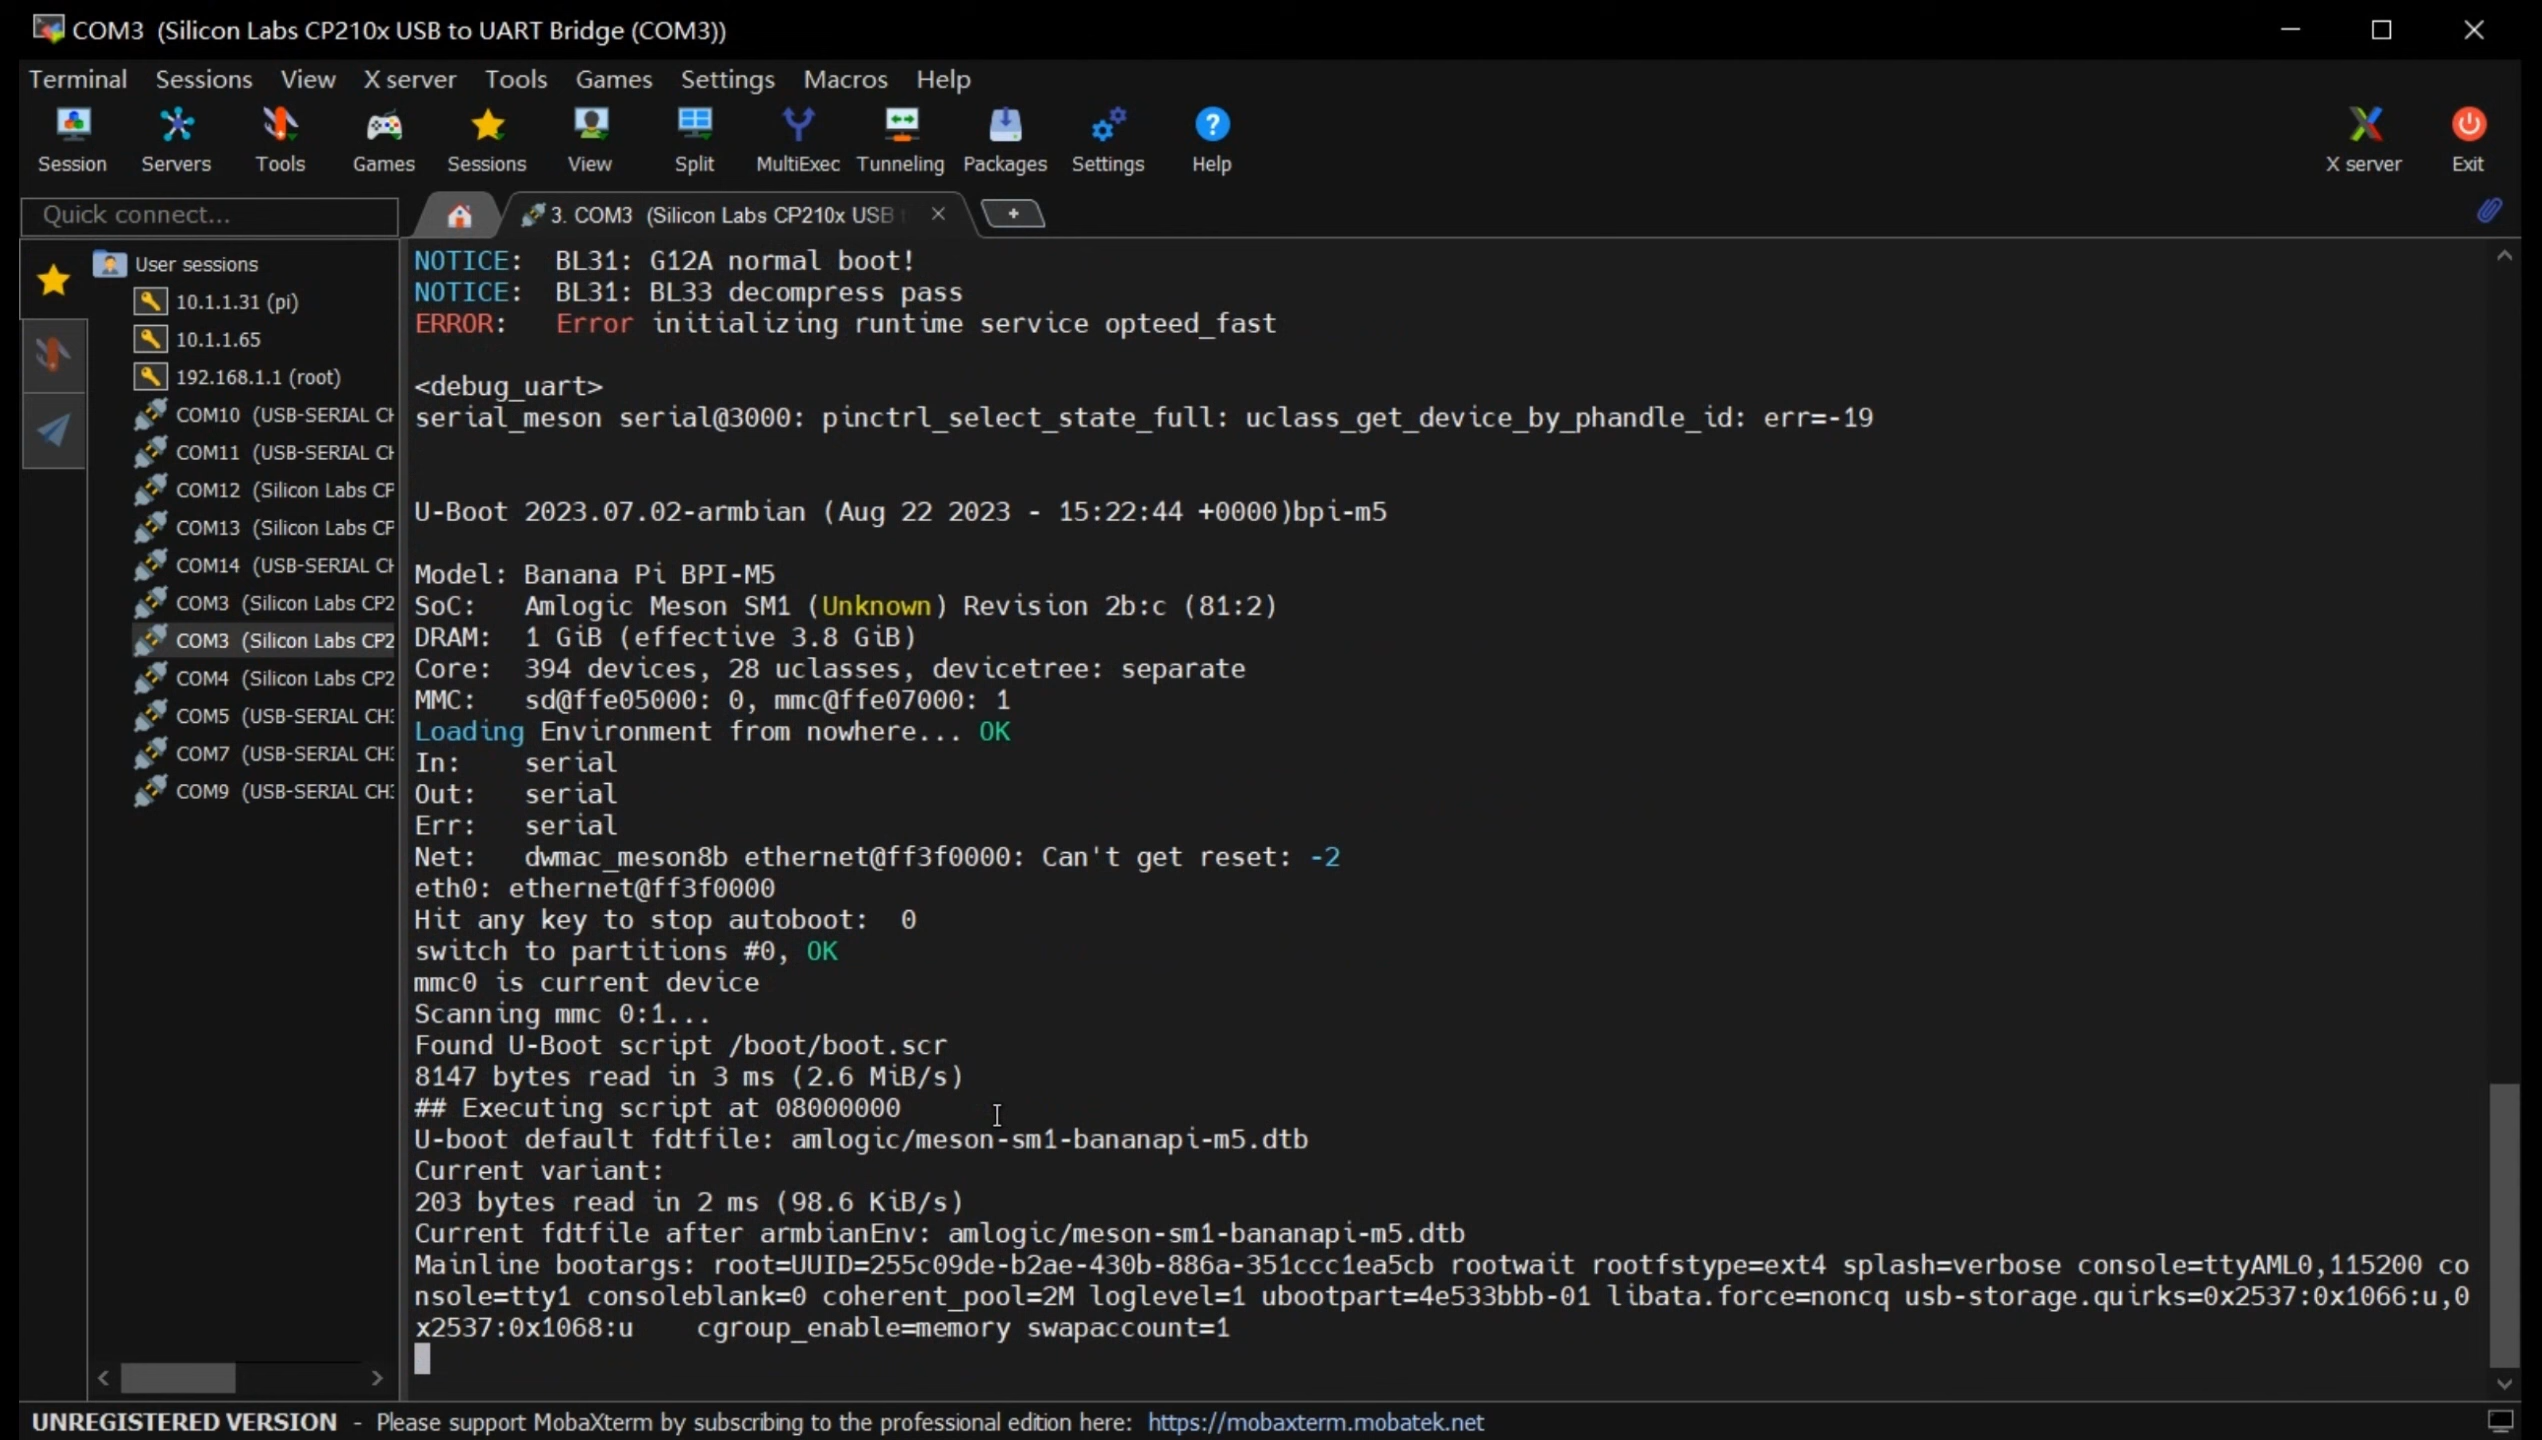 COM3  (Silicon Labs CP210x USB to UART Bridge (COM3))
Terminal  Sessions  View  X server  Tools  Games  Settings  Macros  Help
Session  Servers  Tools  Games  Sessions  View  Split  MultiExec  Tunneling  Packages  Settings  Help  X server  Exit
Quick connect...
3. COM3  (Silicon Labs CP210x USB
User sessions
10.1.1.31 (pi)
10.1.1.65
192.168.1.1 (root)
COM10  (USB-SERIAL CH
COM11  (USB-SERIAL CH
COM12  (Silicon Labs CP
COM13  (Silicon Labs CP
COM14  (USB-SERIAL CH
COM3  (Silicon Labs CP2
COM3  (Silicon Labs CP2
COM4  (Silicon Labs CP2
COM5  (USB-SERIAL CH3
COM7  (USB-SERIAL CH3
COM9  (USB-SERIAL CH3
NOTICE:  BL31: G12A normal boot!
NOTICE:  BL31: BL33 decompress pass
ERROR:   Error initializing runtime service opteed_fast
<debug_uart>
serial_meson serial@3000: pinctrl_select_state_full: uclass_get_device_by_phandle_id: err=-19
U-Boot 2023.07.02-armbian (Aug 22 2023 - 15:22:44 +0000)bpi-m5
Model: Banana Pi BPI-M5
SoC:   Amlogic Meson SM1 (Unknown) Revision 2b:c (81:2)
DRAM:  1 GiB (effective 3.8 GiB)
Core:  394 devices, 28 uclasses, devicetree: separate
MMC:   sd@ffe05000: 0, mmc@ffe07000: 1
Loading Environment from nowhere... OK
In:    serial
Out:   serial
Err:   serial
Net:   dwmac_meson8b ethernet@ff3f0000: Can't get reset: -2
eth0: ethernet@ff3f0000
Hit any key to stop autoboot:  0
switch to partitions #0, OK
mmc0 is current device
Scanning mmc 0:1...
Found U-Boot script /boot/boot.scr
8147 bytes read in 3 ms (2.6 MiB/s)
## Executing script at 08000000
U-boot default fdtfile: amlogic/meson-sm1-bananapi-m5.dtb
Current variant:
203 bytes read in 2 ms (98.6 KiB/s)
Current fdtfile after armbianEnv: amlogic/meson-sm1-bananapi-m5.dtb
Mainline bootargs: root=UUID=255c09de-b2ae-430b-886a-351ccc1ea5cb rootwait rootfstype=ext4 splash=verbose console=ttyAML0,115200 co
nsole=tty1 consoleblank=0 coherent_pool=2M loglevel=1 ubootpart=4e533bbb-01 libata.force=noncq usb-storage.quirks=0x2537:0x1066:u,0
x2537:0x1068:u    cgroup_enable=memory swapaccount=1
UNREGISTERED VERSION  -  Please support MobaXterm by subscribing to the professional edition here:  https://mobaxterm.mobatek.net